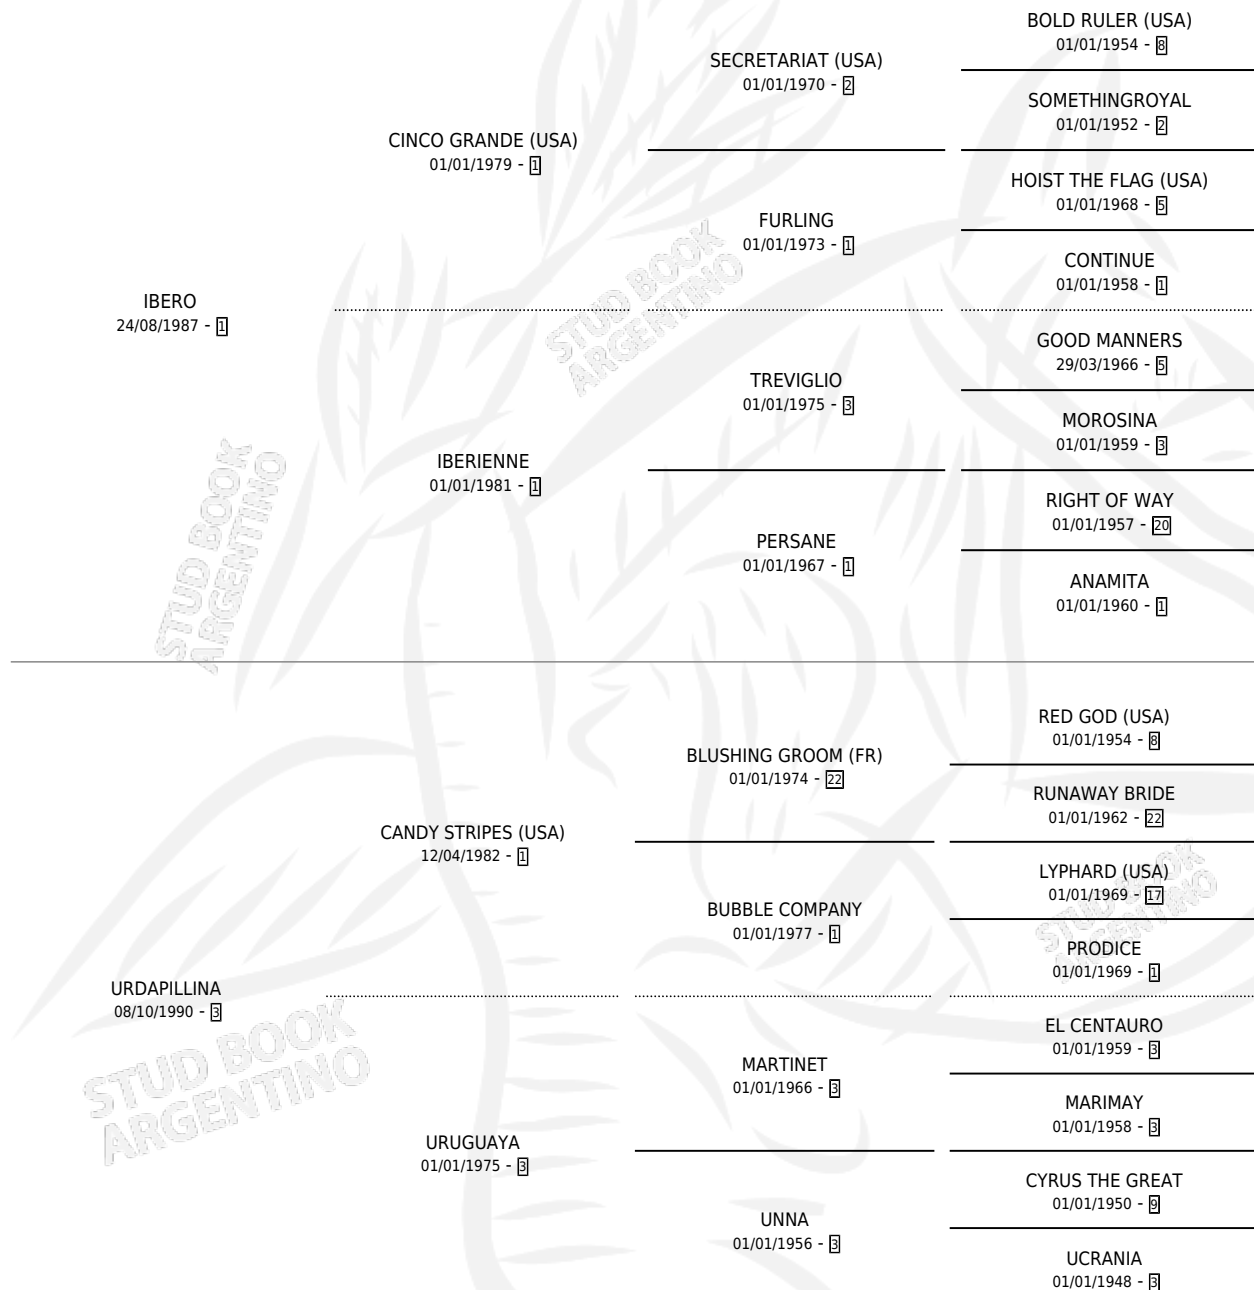 BOLD RULER (USA)
01/01/1954 - 8
SECRETARIAT (USA)
01/01/1970 - 2
SOMETHINGROYAL
01/01/1952 - 2
CINCO GRANDE (USA)
01/01/1979 - 1
HOIST THE FLAG (USA)
01/01/1968 - 5
FURLING
01/01/1973 - 1
CONTINUE
01/01/1958 - 1
IBERO
24/08/1987 - 1
GOOD MANNERS
29/03/1966 - 5
TREVIGLIO
01/01/1975 - 3
MOROSINA
01/01/1959 - 3
IBERIENNE
01/01/1981 - 1
RIGHT OF WAY
01/01/1957 - 20
PERSANE
01/01/1967 - 1
ANAMITA
01/01/1960 - 1
STUD BOOK
ARGENTINO
STUD BOOK
ARGENTINO
RED GOD (USA)
01/01/1954 - 8
BLUSHING GROOM (FR)
01/01/1974 - 22
RUNAWAY BRIDE
01/01/1962 - 22
CANDY STRIPES (USA)
12/04/1982 - 1
LYPHARD (USA)
01/01/1969 - 17
BUBBLE COMPANY
01/01/1977 - 1
PRODICE
01/01/1969 - 1
STUD BOOK
ARGENTINO
URDAPILLINA
08/10/1990 - 3
EL CENTAURO
01/01/1959 - 3
MARTINET
01/01/1966 - 3
MARIMAY
01/01/1958 - 3
URUGUAYA
01/01/1975 - 3
CYRUS THE GREAT
01/01/1950 - 9
UNNA
01/01/1956 - 3
UCRANIA
01/01/1948 - 3
STUD BOOK
ARGENTINO